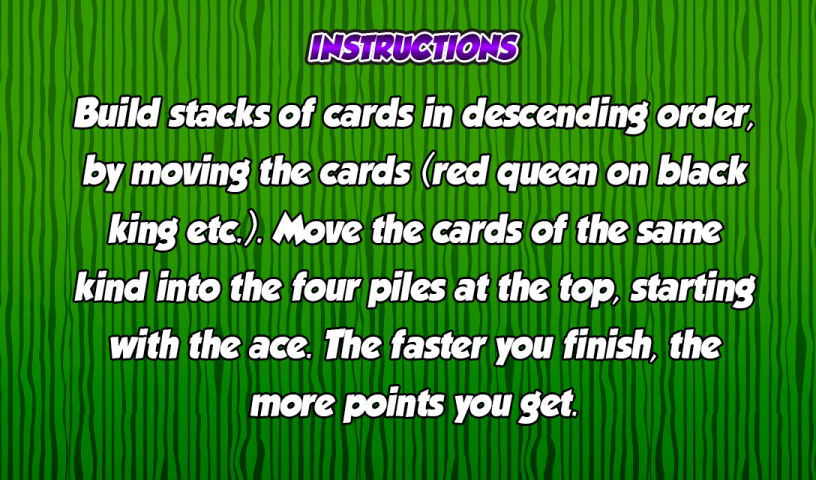 INSTRUCTIONS
Build stacks of cards in descending order,
by moving the cards (red queen on black
king etc.). Move the cards of the same
kind into the four piles at the top, starting
with the ace. The faster you finish, the
more points you get.